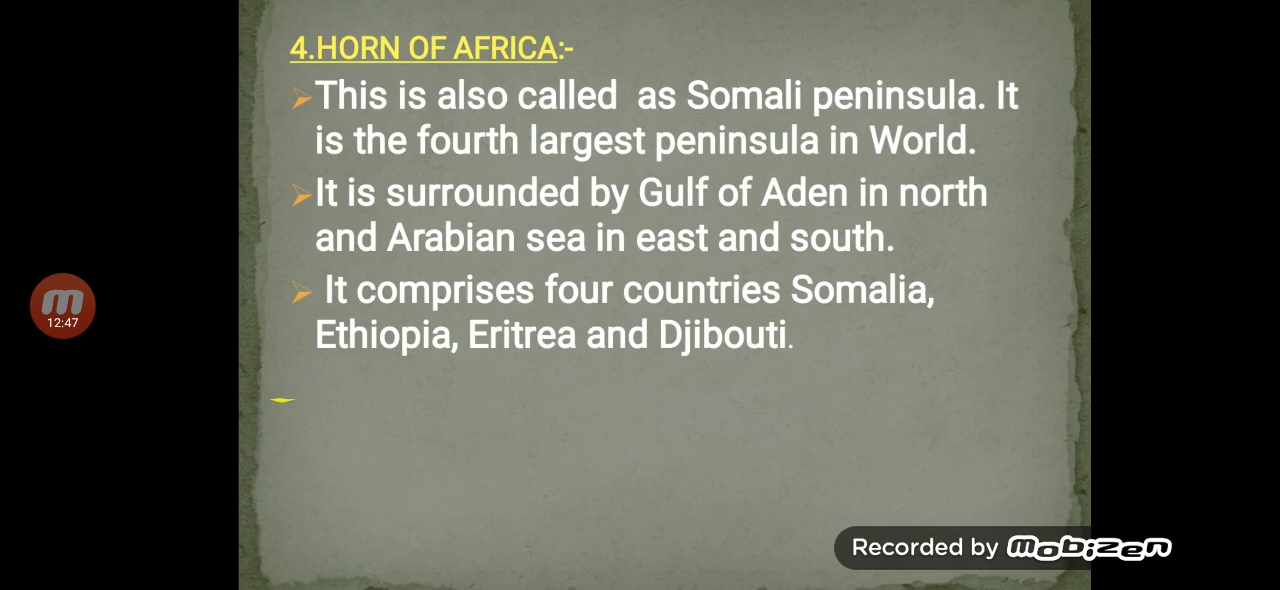 4.HORN OF AFRICA:-
This is also called as Somali peninsula. It
is the fourth largest peninsula in World.
It is surrounded by Gulf of Aden in north
and Arabian sea in east and south.
It comprises four countries Somalia,
Ethiopia, Eritrea and Djibouti.
m
12:47
Recorded by mobizen